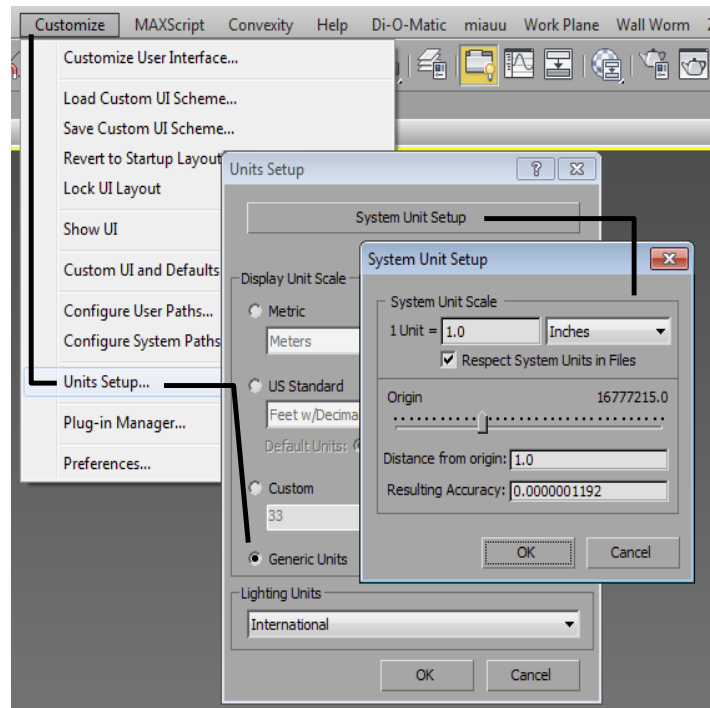 Customize MAXScript Convexity Help Di-O-Matic miauu Work Plane Wall Worm
Customize User Interface...
Load Custom UI Scheme...
Save Custom UI Scheme...
Revert to Startup Layout
Lock UI Layout
Show UI
Custom UI and Defaults
Configure User Paths...
Configure System Paths
Units Setup...
Plug-in Manager...
Preferences...
Units Setup
System Unit Setup
Display Unit Scale
Metric
Meters
US Standard
Feet w/Decima
Default Units:
Custom
33
Generic Units
Lighting Units
International
OK Cancel
System Unit Setup
System Unit Scale
1 Unit = 1.0 Inches
Respect System Units in Files
Origin 16777215.0
Distance from origin: 1.0
Resulting Accuracy: 0.0000001192
OK Cancel